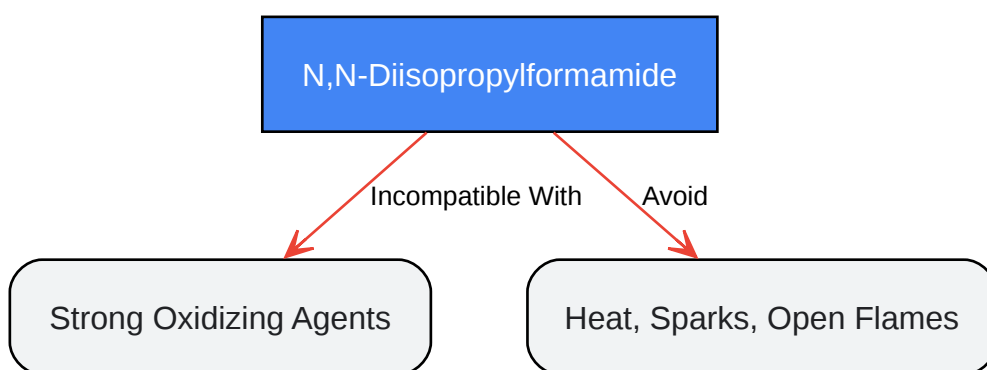 N,N-Diisopropylformamide
Incompatible With
Avoid
Strong Oxidizing Agents
Heat, Sparks, Open Flames